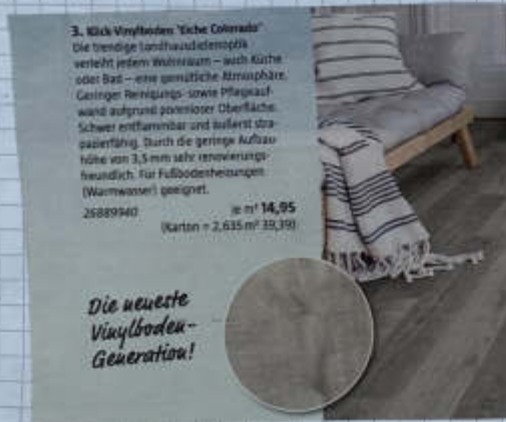 3. Klick-Vinylboden "Eiche Colorado"
Die trendige Landhausdielenoptik
verleiht jedem Wohnraum – auch Küche
oder Bad – eine gemütliche Atmosphäre.
Geringer Reinigungs- sowie Pflegeauf-
wand aufgrund porenloser Oberfläche.
Schwer entflammbar und äußerst stra-
pazierfähig. Durch die geringe Aufbau-
höhe von 3,5 mm sehr renovierungs-
freundlich. Für Fußbodenheizungen
(Warmwasser) geeignet.
26889940 je m² 14,95
(Karton = 2,635 m² 39,39)
Die neueste
Vinylboden-
Generation!